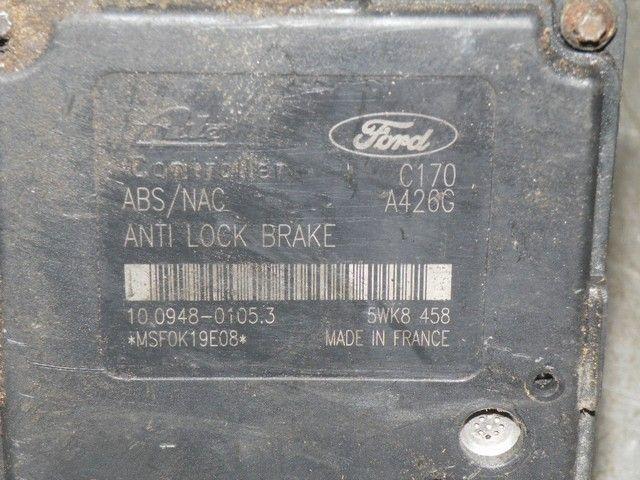 Ate
Ford
Controller C170
ABS/NAC A426G
ANTI LOCK BRAKE
10.0948-0105.3 5WK8 458
*MSF0K19E08* MADE IN FRANCE